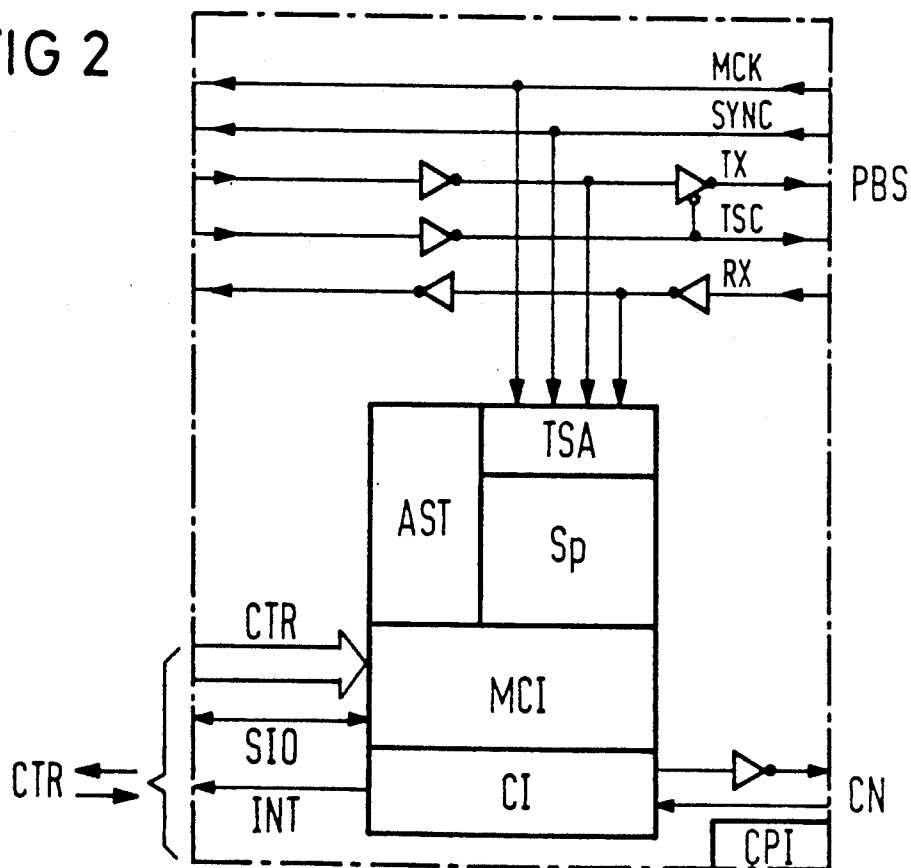 FIG 2
MCK
SYNC
TX
PBS
TSC
RX
TSA
AST
Sp
CTR
MCI
SIO
CTR
CI
CN
INT
CPI